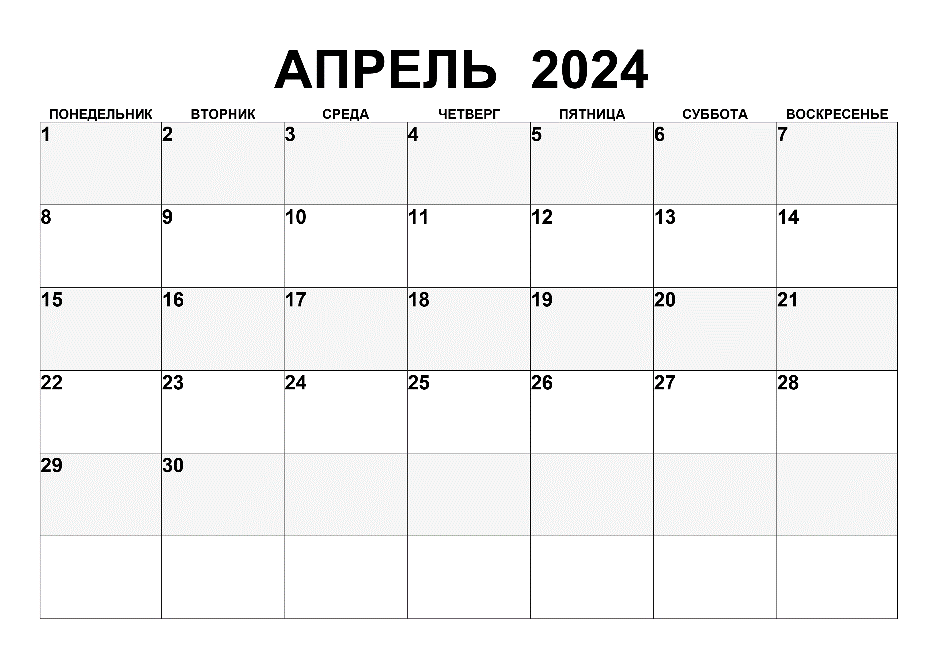 АПРЕЛЬ 2024
ПОНЕДЕЛЬНИК ВТОРНИК СРЕДА ЧЕТВЕРГ ПЯТНИЦА СУББОТА ВОСКРЕСЕНЬЕ
1 2 3 4 5 6 7
8 9 10 11 12 13 14
15 16 17 18 19 20 21
22 23 24 25 26 27 28
29 30